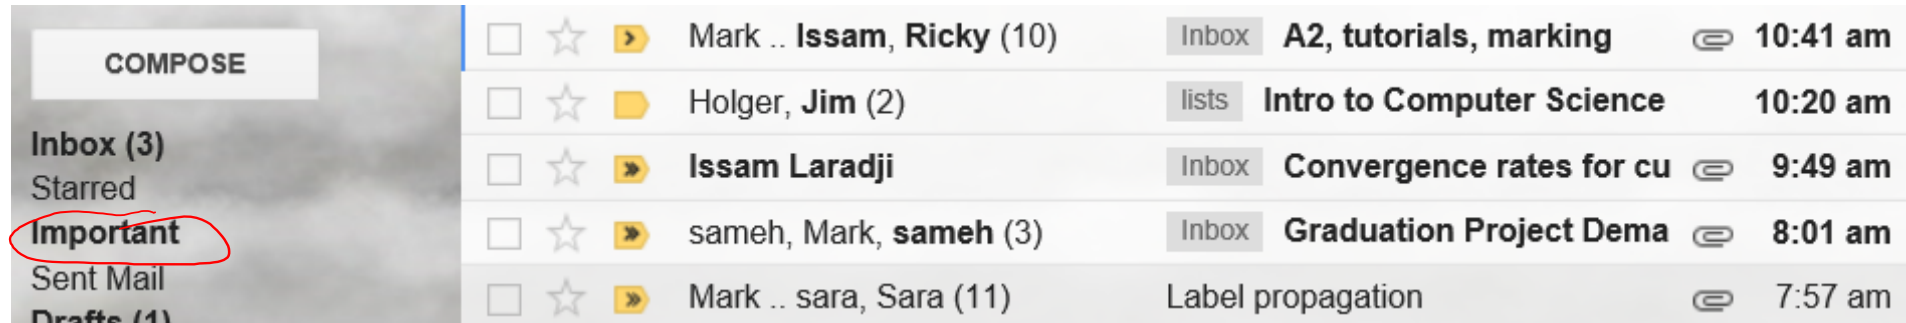 COMPOSE
Inbox (3)
Starred
Important
Sent Mail
Drafts (1)
Mark .. Issam, Ricky (10) Inbox A2, tutorials, marking 10:41 am
Holger, Jim (2) lists Intro to Computer Science 10:20 am
Issam Laradji Inbox Convergence rates for cu 9:49 am
sameh, Mark, sameh (3) Inbox Graduation Project Dema 8:01 am
Mark .. sara, Sara (11) Label propagation 7:57 am